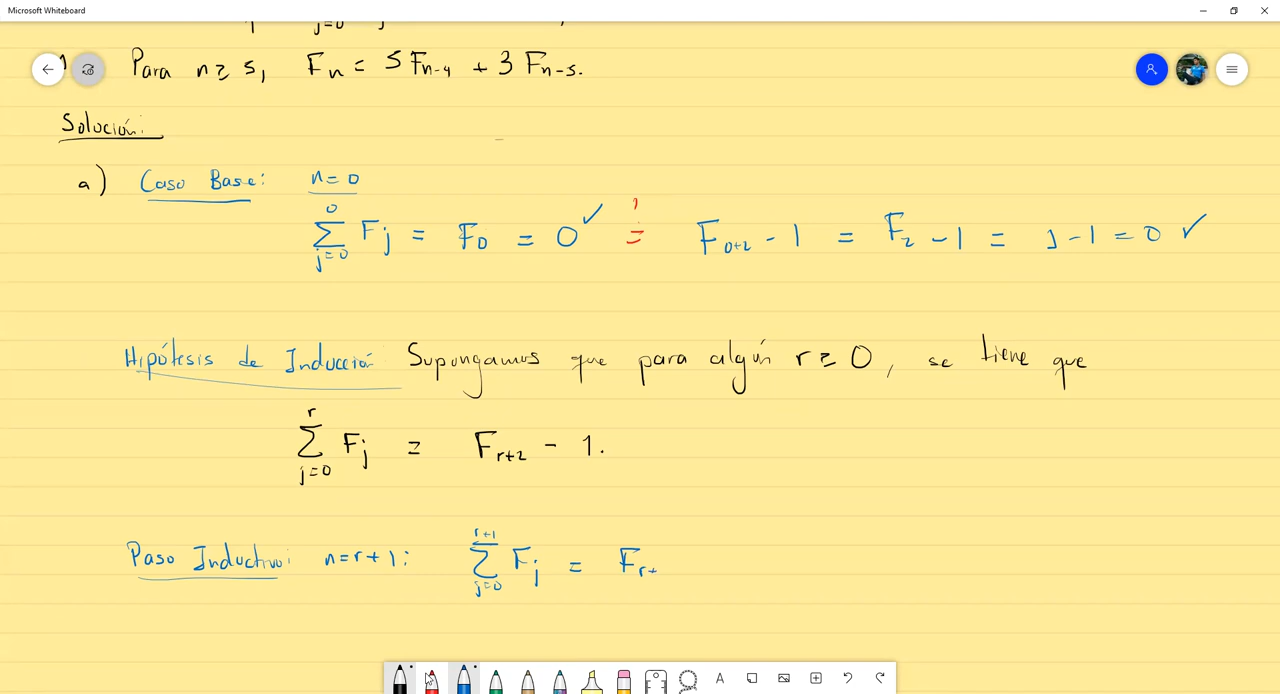 Microsoft Whiteboard
j=0
Para n ≥ 5, Fn = 5 Fn-4 + 3 Fn-5.
Solución:
a) Caso Base: n=0
0
∑ Fj = F0 = 0 ✓ = F0+2 - 1 = F2 - 1 = 1 - 1 = 0 ✓
j=0
Hipótesis de Inducción: Supongamos que para algún r ≥ 0, se tiene que
r
∑ Fj = Fr+2 - 1.
j=0
r+1
Paso Inductivo: n=r+1: ∑ Fj = Fr+
j=0
A